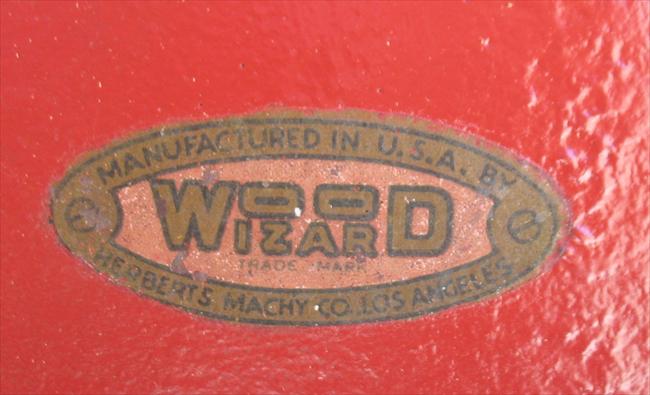 MANUFACTURED IN U.S.A. BY
WOOD
WIZARD
TRADE MARK
HERBERTS MACHY CO. LOS ANGELES